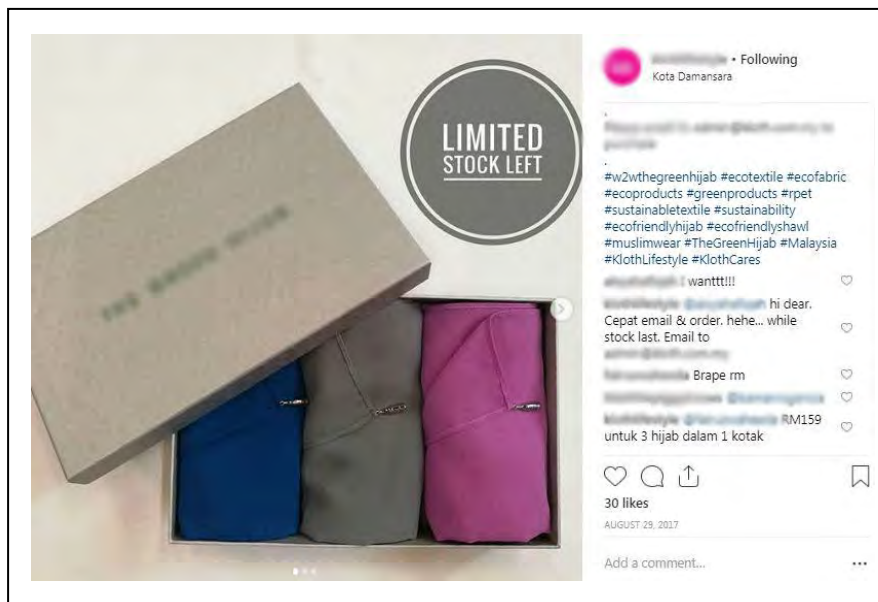 LIMITED
STOCK LEFT
• Following
Kota Damansara
.
.
#w2wthegreenhijab #ecotextile #ecofabric
#ecoproducts #greenproducts #rpet
#sustainabletextile #sustainability
#ecofriendlyhijab #ecofriendlyshawl
#muslimwear #TheGreenHijab #Malaysia
#KlothLifestyle #KlothCares
I wanttt!!!
hi dear.
Cepat email & order. hehe... while
stock last. Email to
Brape rm
RM159
untuk 3 hijab dalam 1 kotak
30 likes
AUGUST 29, 2017
Add a comment...